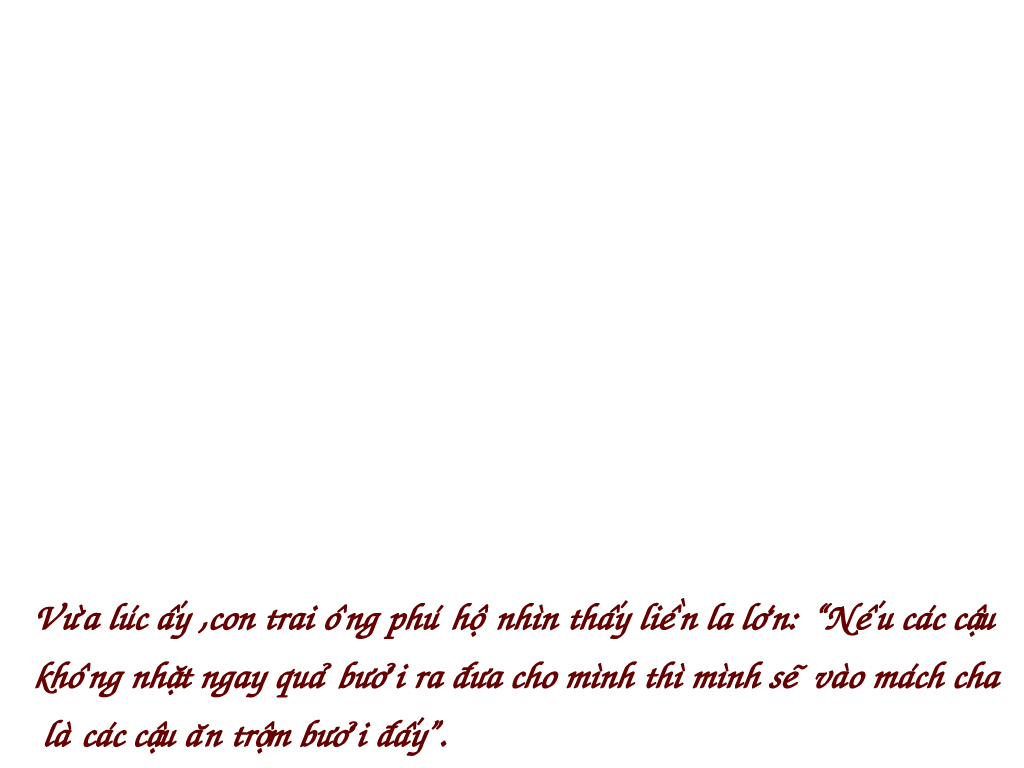 Vừa lúc ấy ,con trai ông phú hộ nhìn thấy liền la lơn: “Nếu các cậu
không nhặt ngay quả bưởi ra đưa cho mình thì mình sẽ vào mách cha
là các cậu ăn trộm bưởi đấy”.